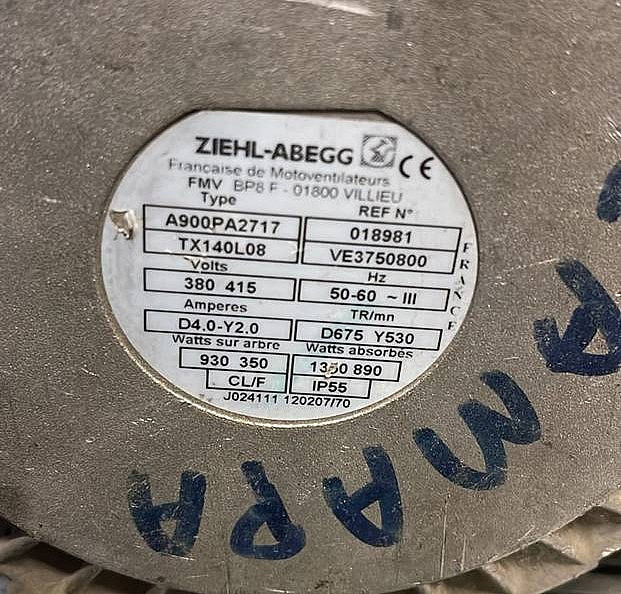 ZIEHL-ABEGG CE
Française de Motoventilateurs
FMV BP8 F - 01800 VILLIEU
Type REF N°
A900PA2717 018981
TX140L08 VE3750800
FRANCE
Volts Hz
380 415 50-60 ~ III
Amperes TR/mn
D4.0-Y2.0 D675 Y530
Watts sur arbre Watts absorbés
930 350 1350 890
CL/F IP55
J024111 120207/70